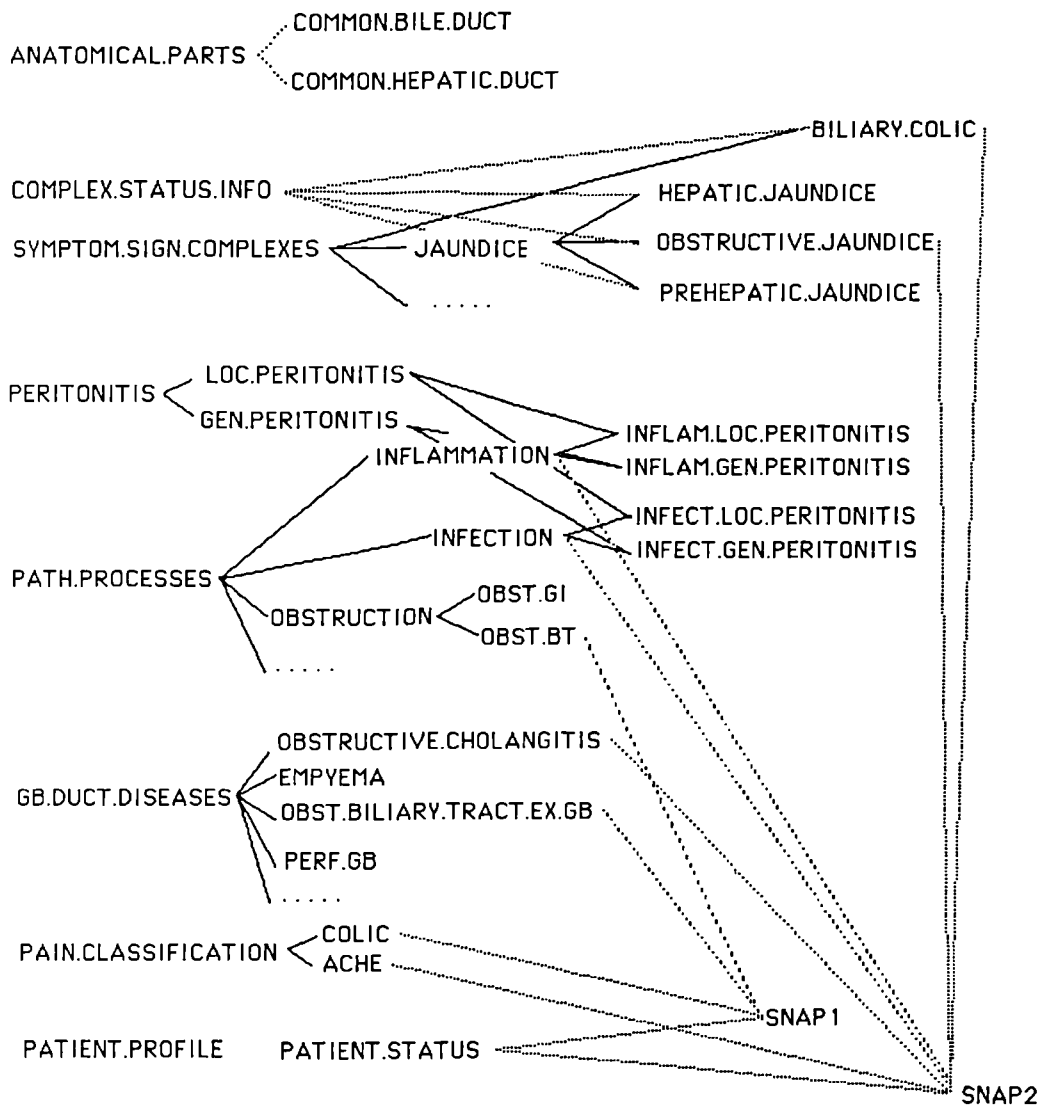 COMMON.BILE.DUCT
ANATOMICAL.PARTS
COMMON.HEPATIC.DUCT
BILIARY.COLIC
COMPLEX.STATUS.INFO
HEPATIC.JAUNDICE
SYMPTOM.SIGN.COMPLEXES
JAUNDICE
OBSTRUCTIVE.JAUNDICE
PREHEPATIC.JAUNDICE
. . . . .
PERITONITIS
LOC.PERITONITIS
GEN.PERITONITIS
INFLAM.LOC.PERITONITIS
INFLAMMATION
INFLAM.GEN.PERITONITIS
INFECT.LOC.PERITONITIS
INFECTION
INFECT.GEN.PERITONITIS
PATH.PROCESSES
OBST.GI
OBSTRUCTION
OBST.BT
. . . . .
OBSTRUCTIVE.CHOLANGITIS
EMPYEMA
GB.DUCT.DISEASES
OBST.BILIARY.TRACT.EX.GB
PERF.GB
. . . . .
COLIC
PAIN.CLASSIFICATION
ACHE
SNAP1
PATIENT.PROFILE
PATIENT.STATUS
SNAP2